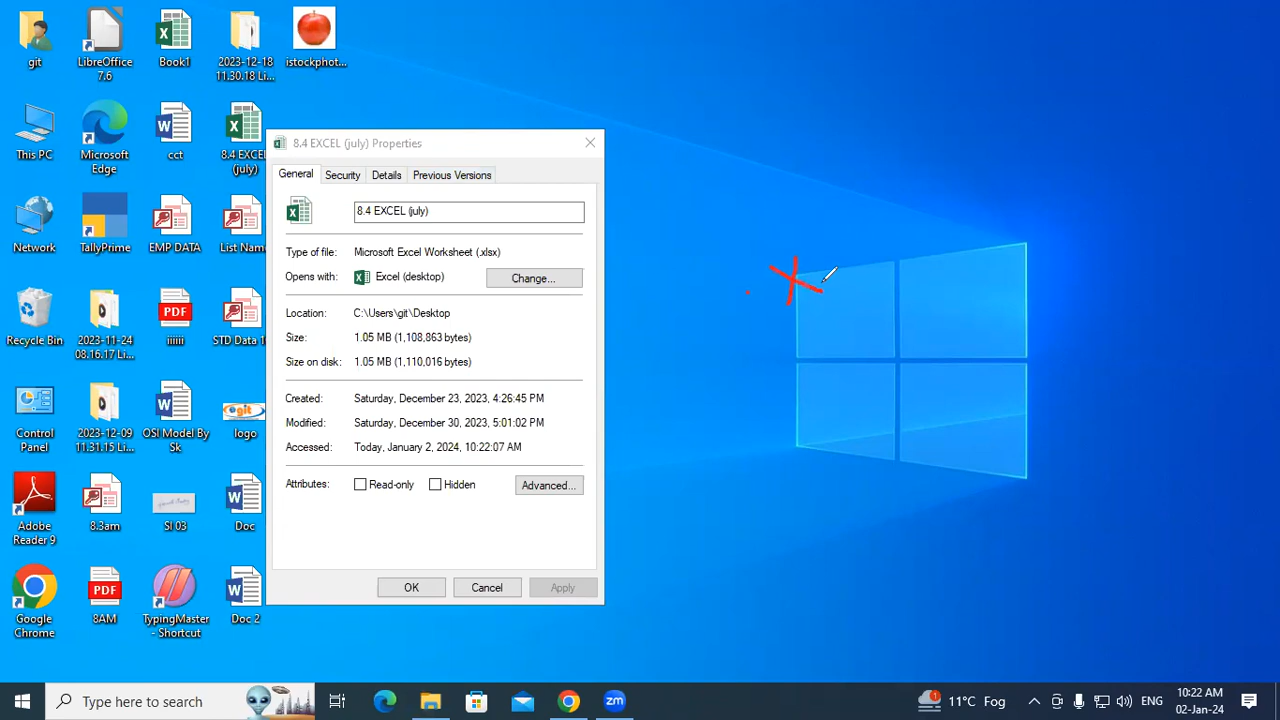 git
LibreOffice
7.6
Book1
2023-12-18
11.30.18 Li...
istockphot...
This PC
Microsoft
Edge
cct
8.4 EXCEL
(july)
Network
TallyPrime
EMP DATA
List Name
Recycle Bin
2023-11-24
08.16.17 Li...
PDF
iiiiii
STD Data 1
Control
Panel
2023-12-09
11.31.15 Li...
OSI Model By
Sk
git
logo
Adobe
Reader 9
8.3am
SI 03
Doc
Google
Chrome
PDF
8AM
TypingMaster
- Shortcut
Doc 2
8.4 EXCEL (july) Properties
General Security Details Previous Versions
8.4 EXCEL (july)
Type of file: Microsoft Excel Worksheet (.xlsx)
Opens with: Excel (desktop) Change...
Location: C:\Users\git\Desktop
Size: 1.05 MB (1,108,863 bytes)
Size on disk: 1.05 MB (1,110,016 bytes)
Created: Saturday, December 23, 2023, 4:26:45 PM
Modified: Saturday, December 30, 2023, 5:01:02 PM
Accessed: Today, January 2, 2024, 10:22:07 AM
Attributes: Read-only Hidden Advanced...
OK Cancel Apply
Type here to search
zm
1
11°C Fog
ENG
10:22 AM
02-Jan-24